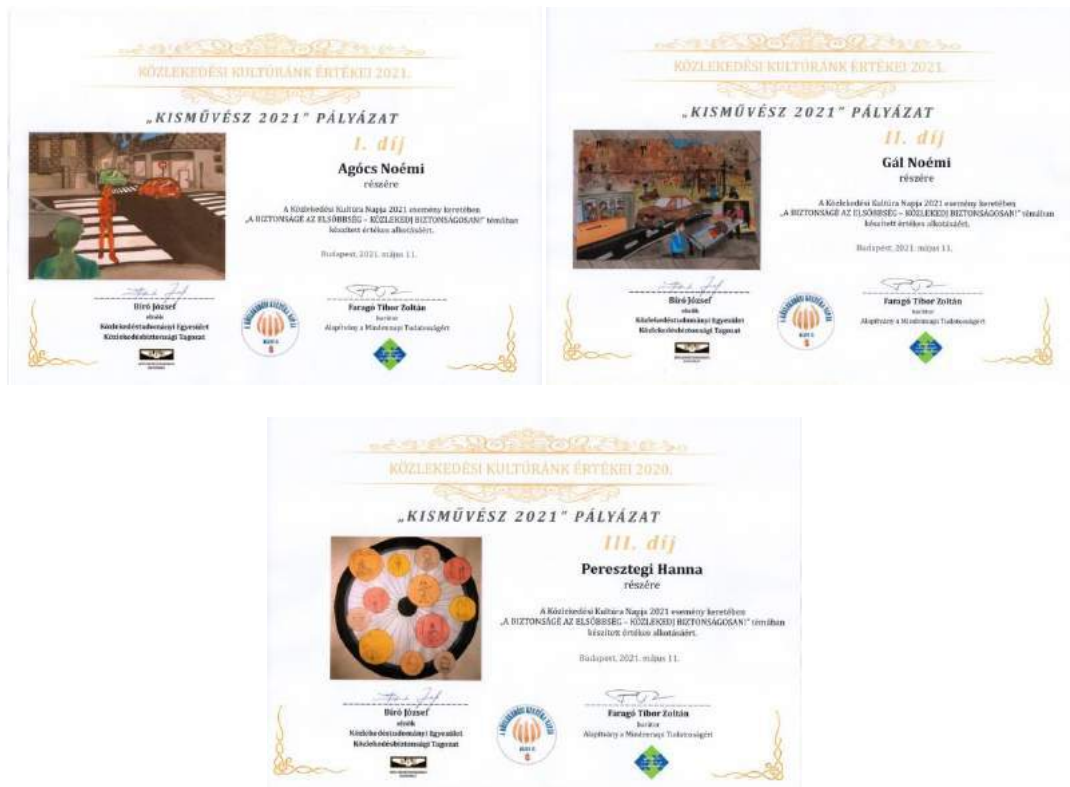 KÖZLEKEDÉSI KULTÚRÁNK ÉRTÉKEI 2021.
„KISMŰVÉSZ 2021" PÁLYÁZAT
I. díj
Agócs Noémi
részére
A Közlekedési Kultúra Napja 2021 esemény keretében
„A BIZTONSÁGÉ AZ ELSŐBBSÉG – KÖZLEKEDJ BIZTONSÁGOSAN!" témában
készített értékes alkotásáért.
Budapest, 2021. május 11.
Bíró József
elnök
Közlekedéstudományi Egyesület
Közlekedésbiztonsági Tagozat
Faragó Tibor Zoltán
kurátor
Alapítvány a Mindennapi Tudatosságért
KÖZLEKEDÉSI KULTÚRÁNK ÉRTÉKEI 2021.
„KISMŰVÉSZ 2021" PÁLYÁZAT
II. díj
Gál Noémi
részére
A Közlekedési Kultúra Napja 2021 esemény keretében
„A BIZTONSÁGÉ AZ ELSŐBBSÉG – KÖZLEKEDJ BIZTONSÁGOSAN!" témában
készített értékes alkotásáért.
Budapest, 2021. május 11.
Bíró József
elnök
Közlekedéstudományi Egyesület
Közlekedésbiztonsági Tagozat
Faragó Tibor Zoltán
kurátor
Alapítvány a Mindennapi Tudatosságért
KÖZLEKEDÉSI KULTÚRÁNK ÉRTÉKEI 2020.
„KISMŰVÉSZ 2021" PÁLYÁZAT
III. díj
Peresztegi Hanna
részére
A Közlekedési Kultúra Napja 2021 esemény keretében
„A BIZTONSÁGÉ AZ ELSŐBBSÉG – KÖZLEKEDJ BIZTONSÁGOSAN!" témában
készített értékes alkotásáért.
Budapest, 2021. május 11.
Bíró József
elnök
Közlekedéstudományi Egyesület
Közlekedésbiztonsági Tagozat
Faragó Tibor Zoltán
kurátor
Alapítvány a Mindennapi Tudatosságért